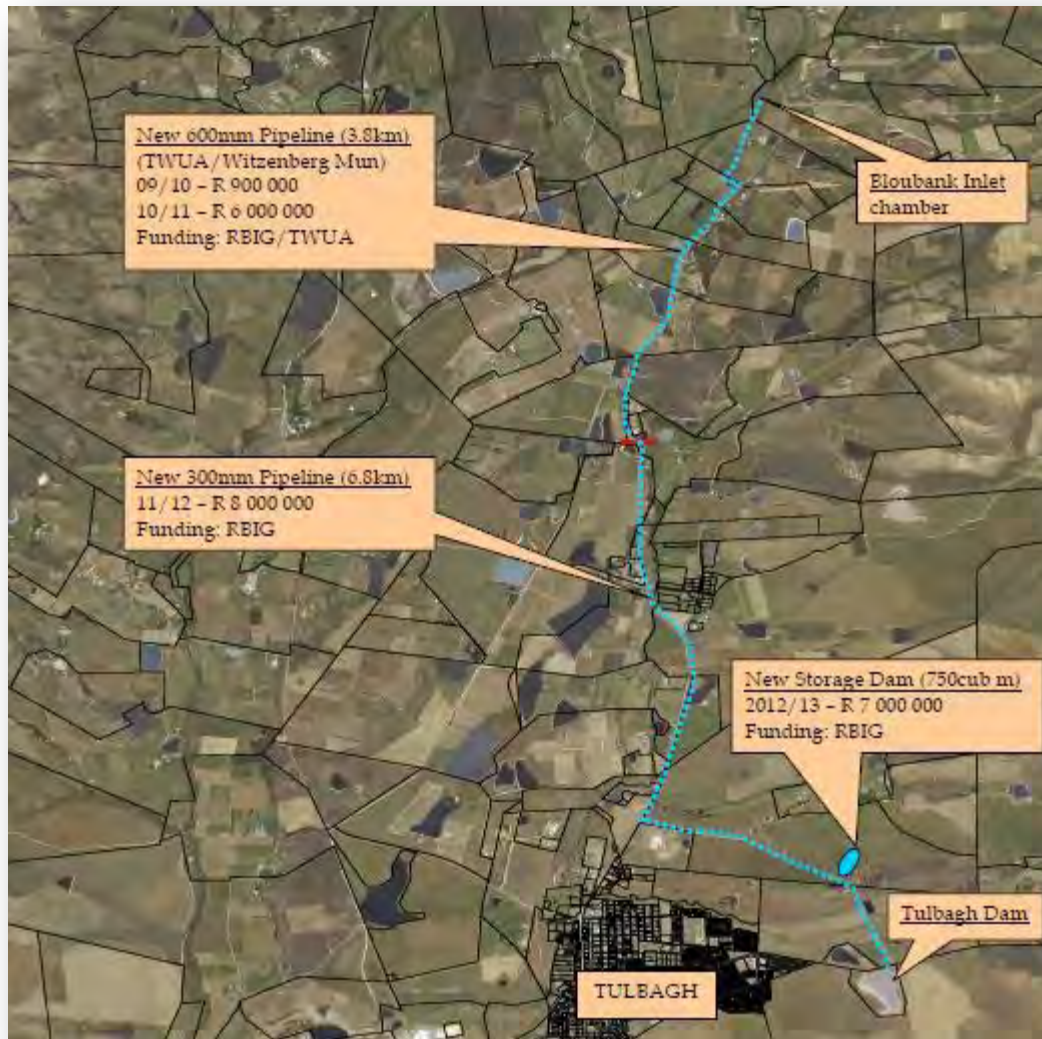 New 600mm Pipeline (3.8km)
(TWUA/Witzenberg Mun)
09/10 – R 900 000
10/11 – R 6 000 000
Funding: RBIG/TWUA
Bloubank Inlet
chamber
New 300mm Pipeline (6.8km)
11/12 – R 8 000 000
Funding: RBIG
New Storage Dam (750cub m)
2012/13 – R 7 000 000
Funding: RBIG
Tulbagh Dam
TULBAGH